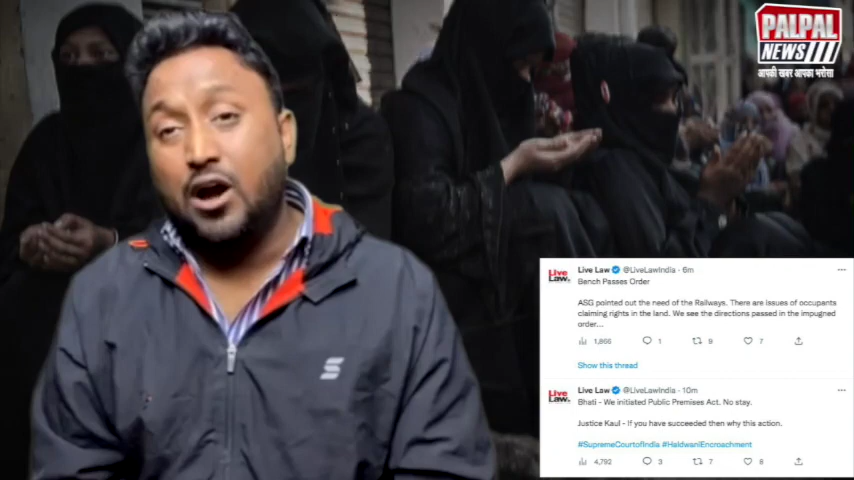 PALPAL
NEWS
आपकी खबर आपका भरोसा
Live Law @LiveLawIndia · 6m
Live Law.
Bench Passes Order
ASG pointed out the need of the Railways. There are issues of occupants
claiming rights in the land. We see the directions passed in the impugned
order...
1,866 1 9 7
Show this thread
Live Law @LiveLawIndia · 10m
Live Law.
Bhati - We initiated Public Premises Act. No stay.
Justice Kaul - If you have succeeded then why this action.
#SupremeCourtofIndia #HaldwaniEncroachment
4,792 3 7 8